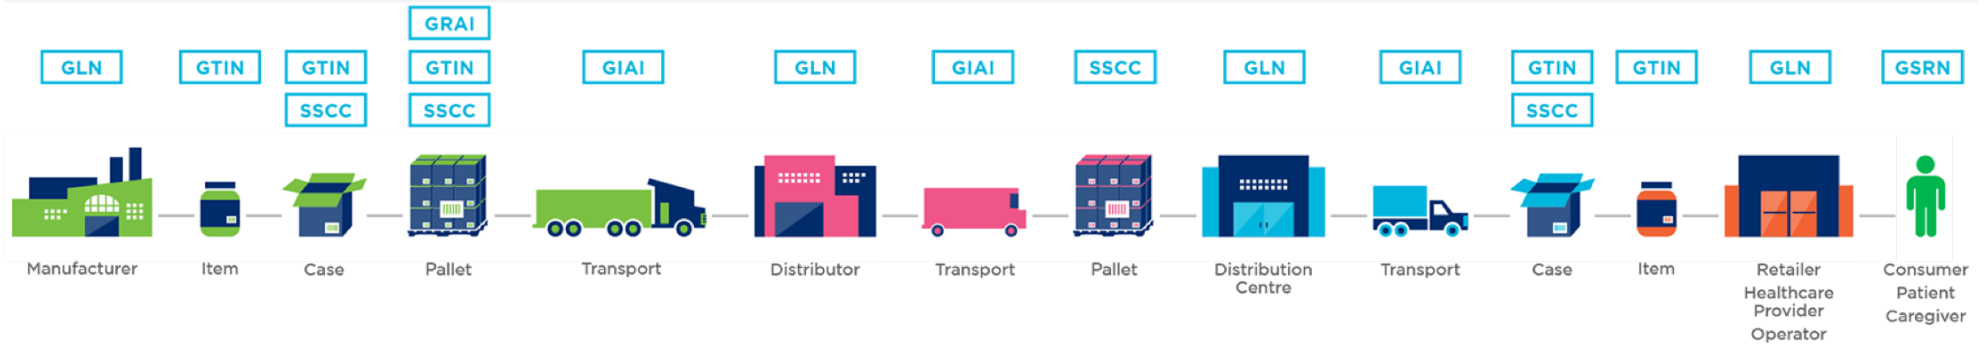 GRAI
GLN GTIN GTIN GTIN GIAI GLN GIAI SSCC GLN GIAI GTIN GTIN GLN GSRN
SSCC SSCC SSCC
Manufacturer Item Case Pallet Transport Distributor Transport Pallet Distribution Transport Case Item Retailer Consumer
Centre
Healthcare Patient
Provider
Caregiver
Operator